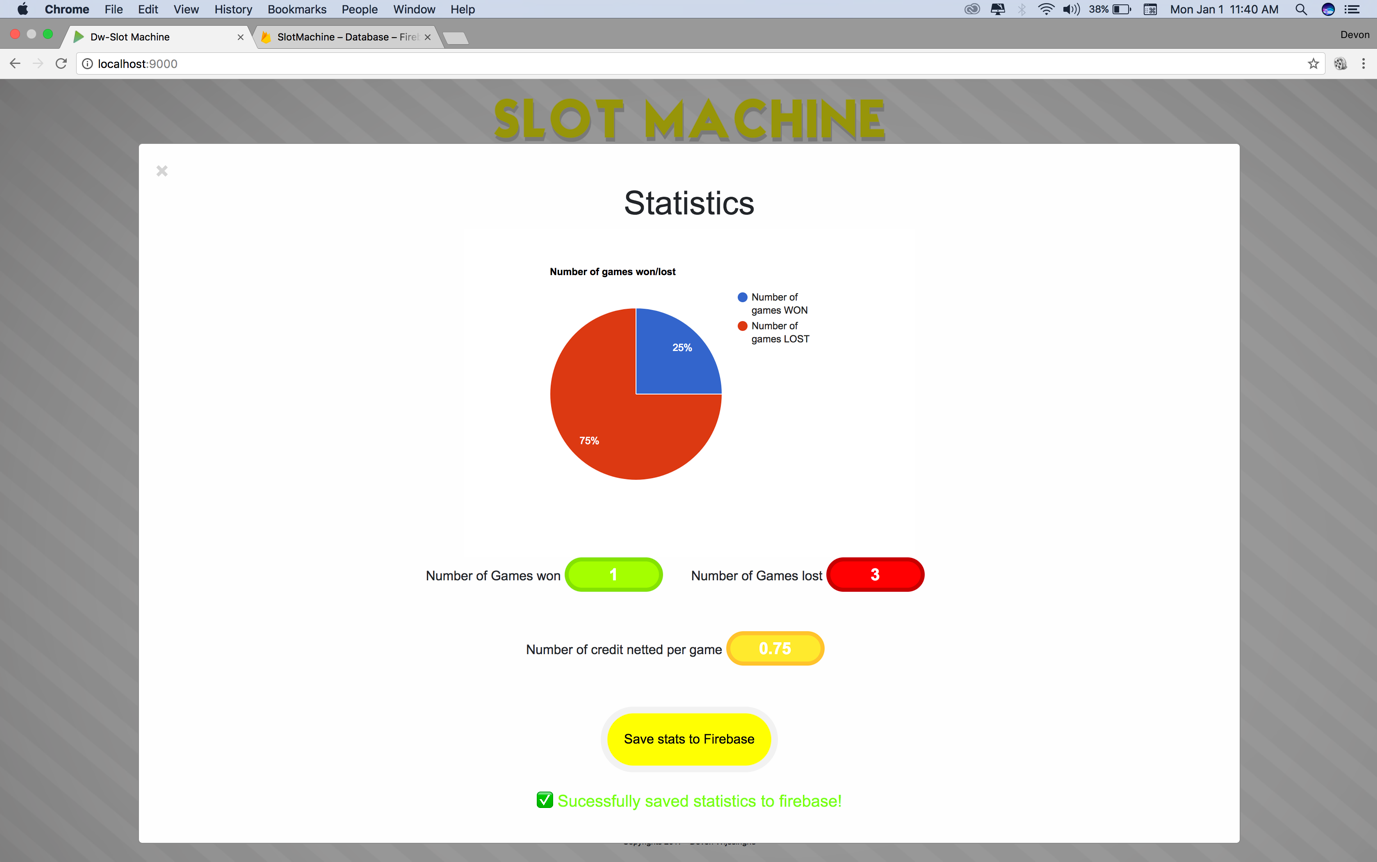 Chrome File Edit View History Bookmarks People Window Help 38% Mon Jan 1 11:40 AM
Dw-Slot Machine SlotMachine – Database – Fire Devon
localhost:9000
SLOT MACHINE
Statistics
Number of games won/lost
Number of
games WON
Number of
games LOST
25%
75%
Number of Games won 1 Number of Games lost 3
Number of credit netted per game 0.75
Save stats to Firebase
Sucessfully saved statistics to firebase!